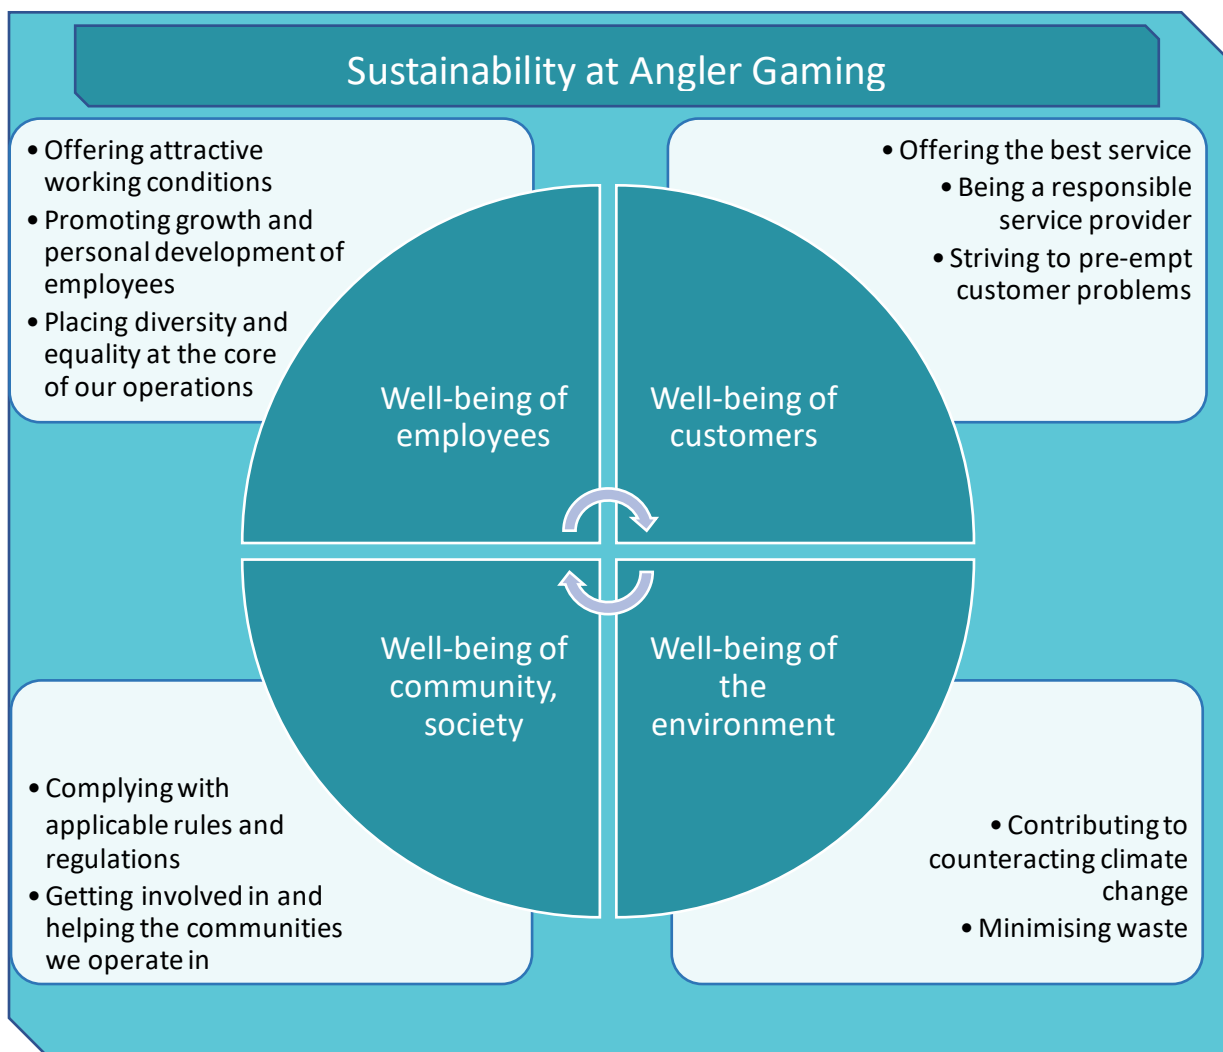 Sustainability at Angler Gaming
• Offering attractive
working conditions
• Promoting growth and
personal development of
employees
• Placing diversity and
equality at the core
of our operations
• Offering the best service
• Being a responsible
service provider
• Striving to pre-empt
customer problems
Well-being of
employees
Well-being of
customers
Well-being of
community,
society
Well-being of
the
environment
• Complying with
applicable rules and
regulations
• Getting involved in and
helping the communities
we operate in
• Contributing to
counteracting climate
change
• Minimising waste